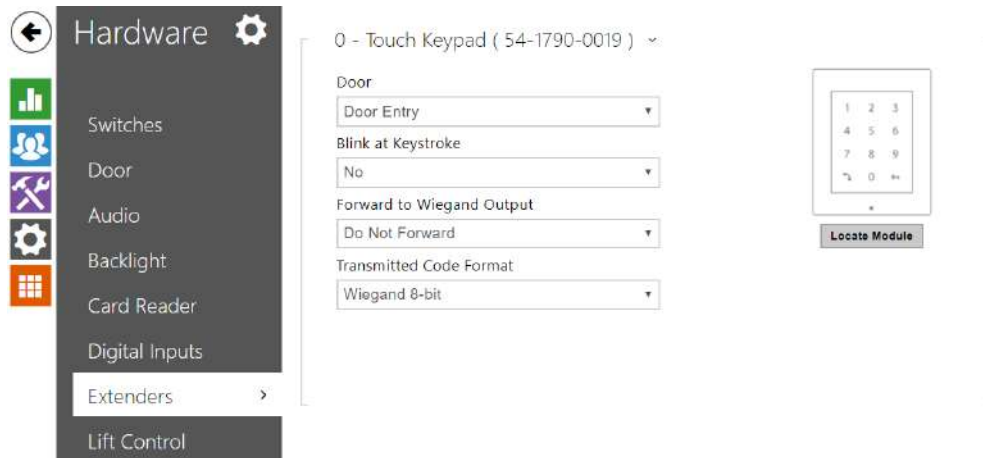 Hardware
Switches
Door
Audio
Backlight
Card Reader
Digital Inputs
Extenders
Lift Control
0 - Touch Keypad ( 54-1790-0019 )
Door
Door Entry
Blink at Keystroke
No
Forward to Wiegand Output
Do Not Forward
Transmitted Code Format
Wiegand 8-bit
1 2 3
4 5 6
7 8 9
0
Locate Module